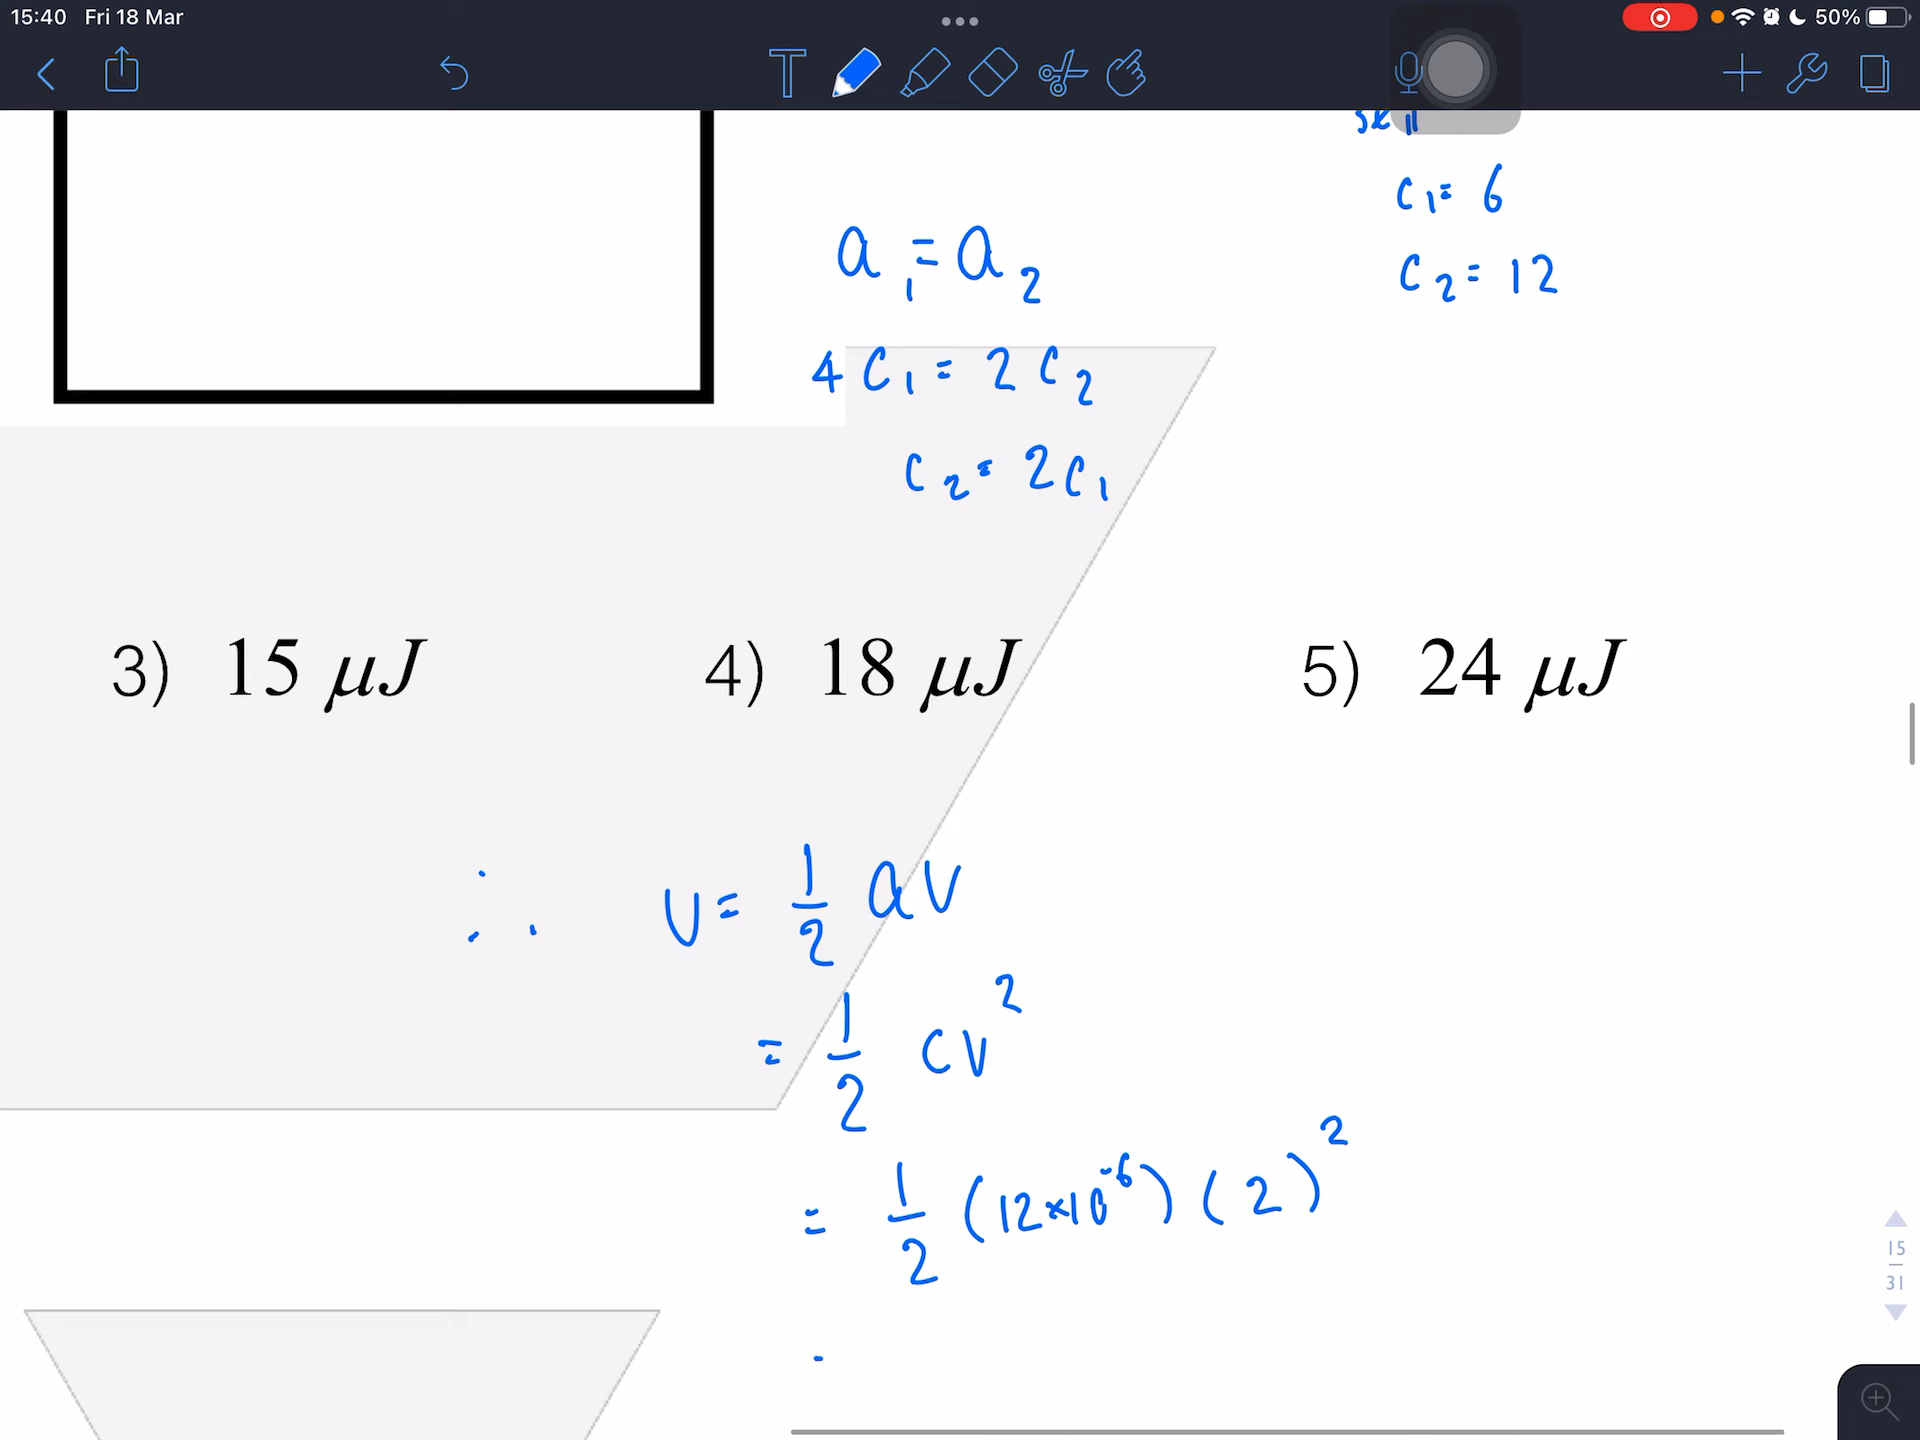 15:40 Fri 18 Mar
50%
C₁= 6
C₂= 12
Q₁= Q₂
4C₁= 2C₂
C₂= 2C₁
3) 15 μJ 4) 18 μJ 5) 24 μJ
∴ U= 1/2 QV
= 1/2 CV²
= 1/2 (12×10⁻⁶) (2)²
15
31